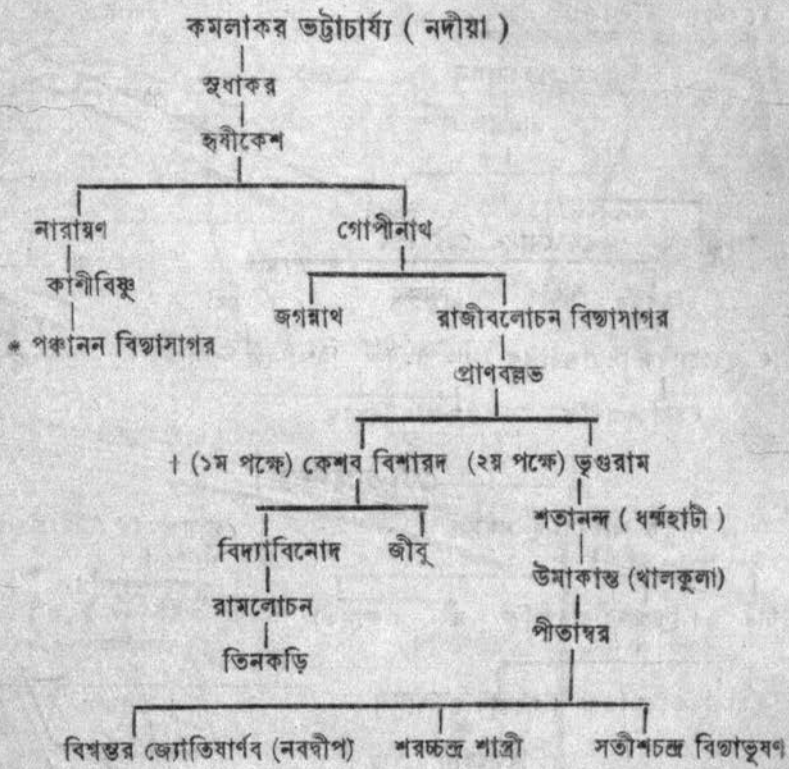 কমলাকর ভট্টাচার্য্য ( নদীয়া )
সুধাকর
হৃষীকেশ
নারায়ণ গোপীনাথ
কাশীবিষ্ণু
জগন্নাথ রাজীবলোচন বিদ্যাসাগর
* পঞ্চানন বিদ্যাসাগর
প্রাণবল্লভ
† (১ম পক্ষে) কেশব বিশারদ (২য় পক্ষে) ভৃগুরাম
শতানন্দ ( ধর্ম্মহাটী )
বিদ্যাবিনোদ জীবু
উমাকান্ত (থালকুলা)
রামলোচন
পীতাম্বর
তিনকড়ি
বিশ্বম্ভর জ্যোতিষার্ণব (নবদ্বীপ) শরচ্চন্দ্র শাস্ত্রী সতীশচন্দ্র বিদ্যাভূষণ